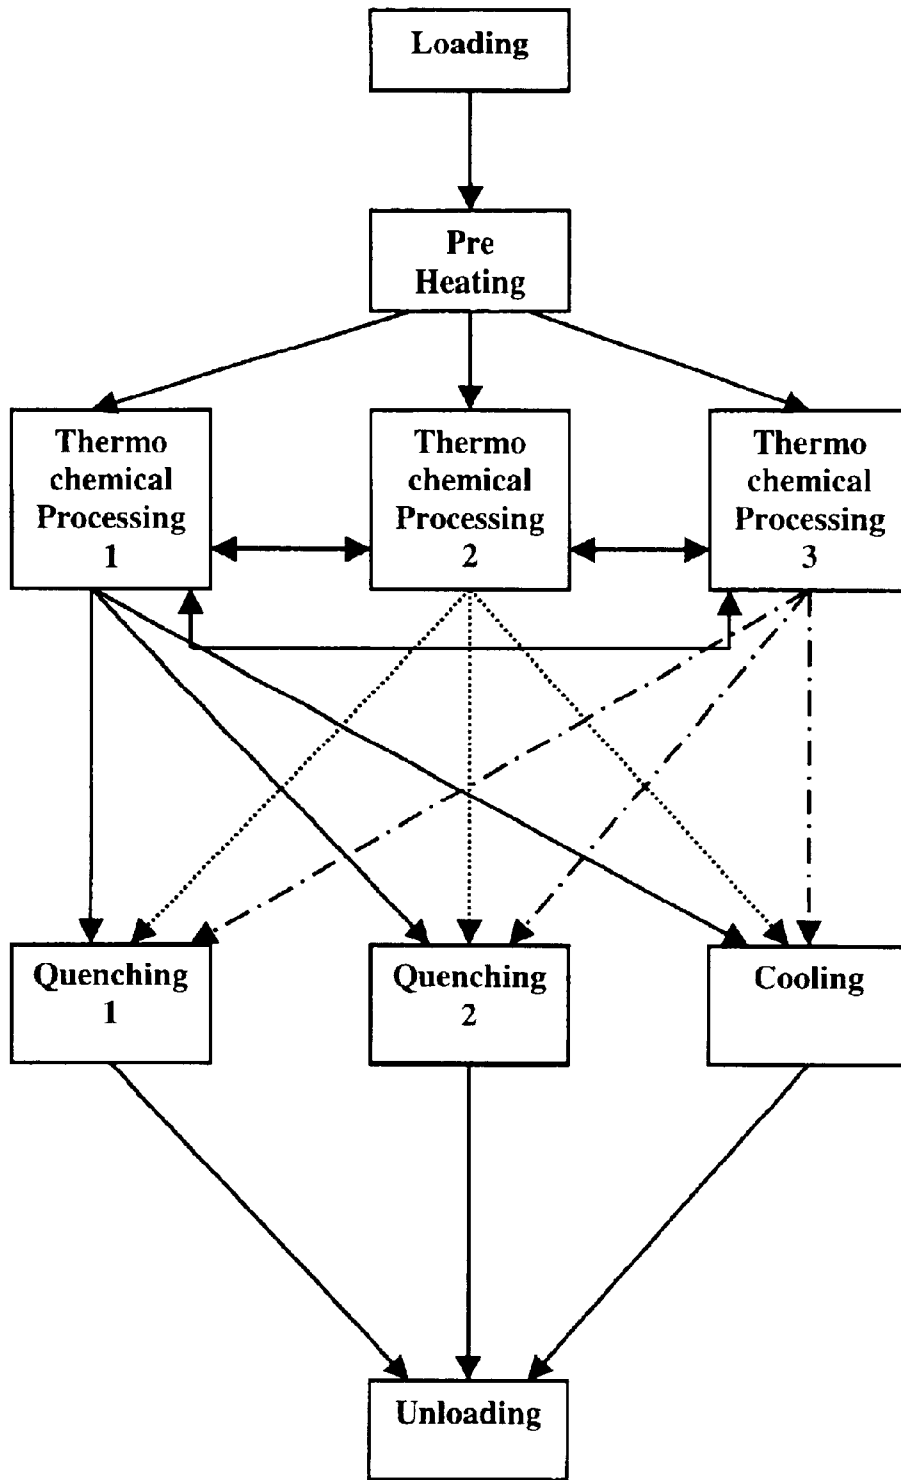 Loading
Pre
Heating
Thermo
chemical
Processing
1
Thermo
chemical
Processing
2
Thermo
chemical
Processing
3
Quenching
1
Quenching
2
Cooling
Unloading